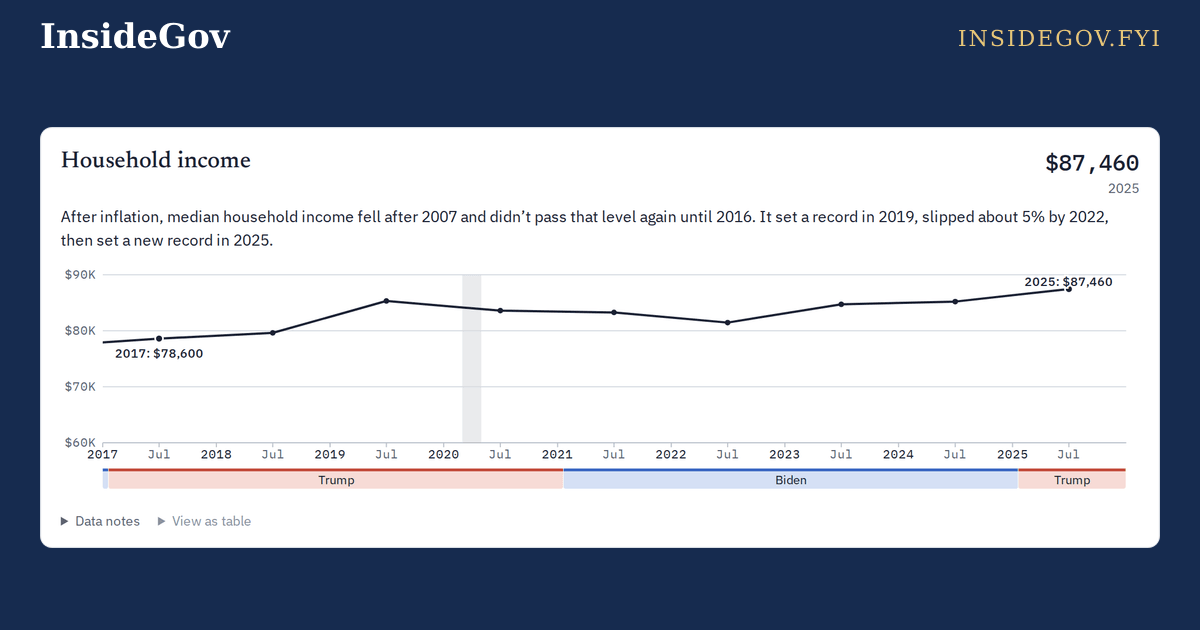 InsideGov
INSIDEGOV.FYI
Household income
$87,460
2025
After inflation, median household income fell after 2007 and didn’t pass that level again until 2016. It set a record in 2019, slipped about 5% by 2022,
then set a new record in 2025.
$90K
2025: $87,460
$80K
2017: $78,600
$70K
$60K
2017 Jul 2018 Jul 2019 Jul 2020 Jul 2021 Jul 2022 Jul 2023 Jul 2024 Jul 2025 Jul
Trump Biden Trump
Data notes View as table